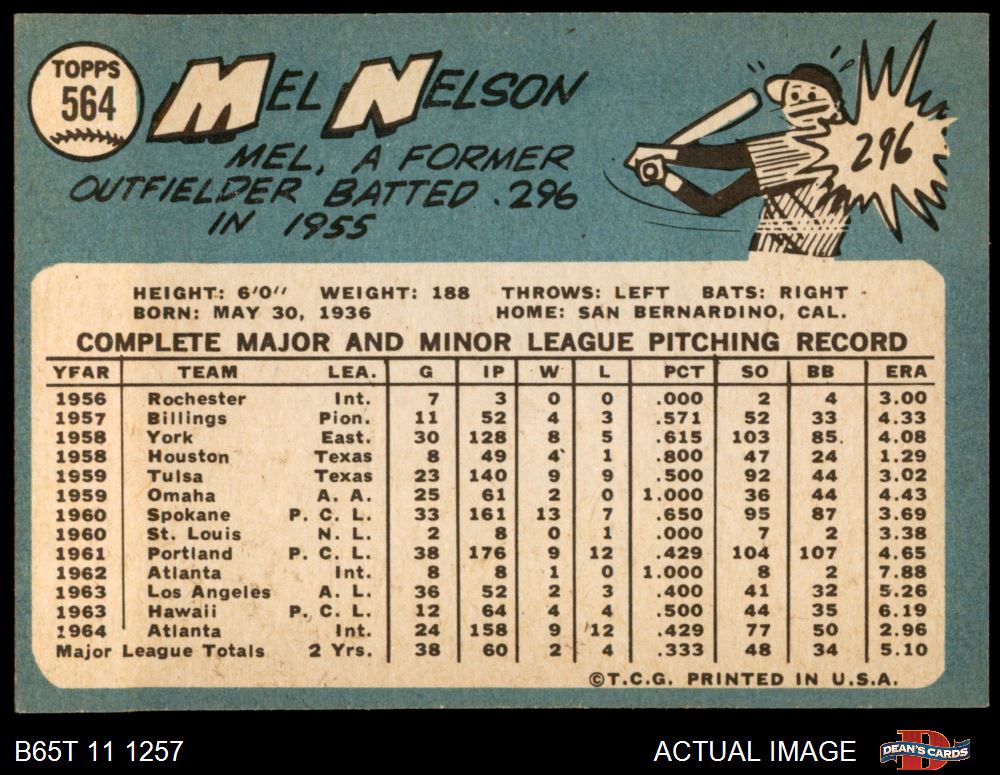 TOPPS
564
MEL NELSON
MEL, A FORMER
OUTFIELDER BATTED .296
IN 1955
296
HEIGHT: 6'0" WEIGHT: 188 THROWS: LEFT BATS: RIGHT
BORN: MAY 30, 1936 HOME: SAN BERNARDINO, CAL.
COMPLETE MAJOR AND MINOR LEAGUE PITCHING RECORD
YFAR TEAM LEA. G IP W L PCT SO BB ERA
1956 Rochester Int. 7 3 0 0 .000 2 4 3.00
1957 Billings Pion. 11 52 4 3 .571 52 33 4.33
1958 York East. 30 128 8 5 .615 103 85 4.08
1958 Houston Texas 8 49 4 1 .800 47 24 1.29
1959 Tulsa Texas 23 140 9 9 .500 92 44 3.02
1959 Omaha A. A. 25 61 2 0 1.000 36 44 4.43
1960 Spokane P. C. L. 33 161 13 7 .650 95 87 3.69
1960 St. Louis N. L. 2 8 0 1 .000 7 2 3.38
1961 Portland P. C. L. 38 176 9 12 .429 104 107 4.65
1962 Atlanta Int. 8 8 1 0 1.000 8 2 7.88
1963 Los Angeles A. L. 36 52 2 3 .400 41 32 5.26
1963 Hawaii P. C. L. 12 64 4 4 .500 44 35 6.19
1964 Atlanta Int. 24 158 9 12 .429 77 50 2.96
Major League Totals 2 Yrs. 38 60 2 4 .333 48 34 5.10
©T.C.G. PRINTED IN U.S.A.
B65T 11 1257 ACTUAL IMAGE DEAN'S CARDS